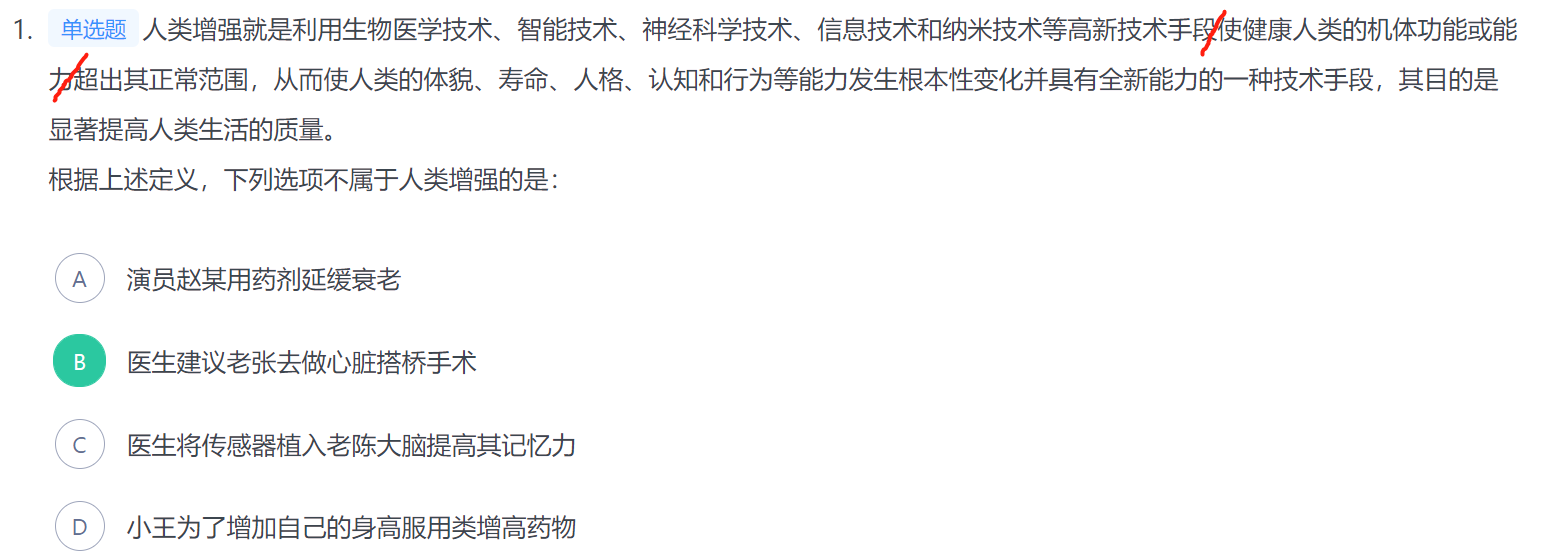 1. 单选题 人类增强就是利用生物医学技术、智能技术、神经科学技术、信息技术和纳米技术等高新技术手段使健康人类的机体功能或能
力超出其正常范围，从而使人类的体貌、寿命、人格、认知和行为等能力发生根本性变化并具有全新能力的一种技术手段，其目的是
显著提高人类生活的质量。
根据上述定义，下列选项不属于人类增强的是：
A 演员赵某用药剂延缓衰老
B 医生建议老张去做心脏搭桥手术
C 医生将传感器植入老陈大脑提高其记忆力
D 小王为了增加自己的身高服用类增高药物